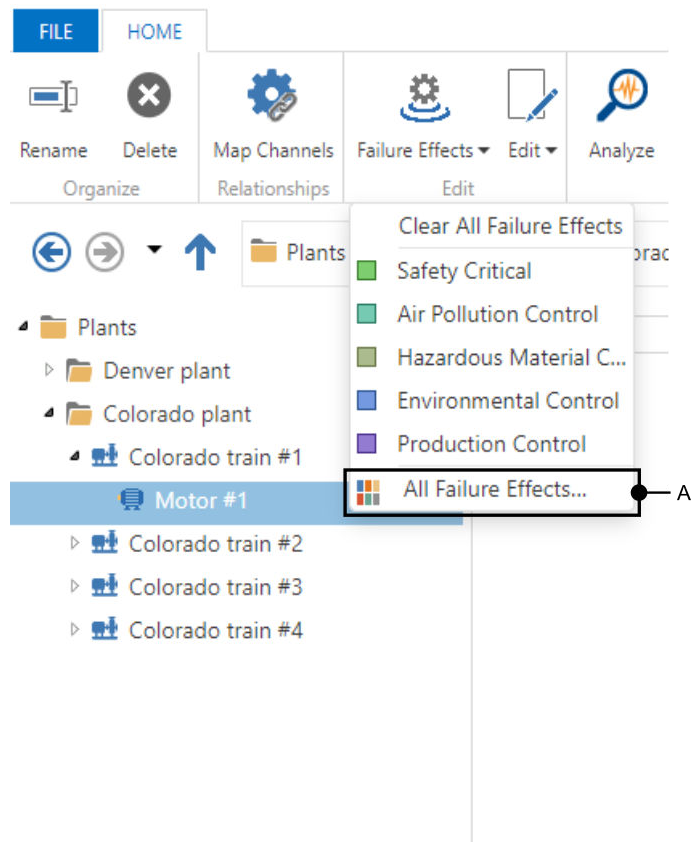 FILE
HOME
Rename
Delete
Map Channels
Failure Effects
Edit
Analyze
Organize
Relationships
Edit
Plants
Clear All Failure Effects
Safety Critical
Air Pollution Control
Hazardous Material C...
Environmental Control
Production Control
All Failure Effects...
A
Plants
Denver plant
Colorado plant
Colorado train #1
Motor #1
Colorado train #2
Colorado train #3
Colorado train #4